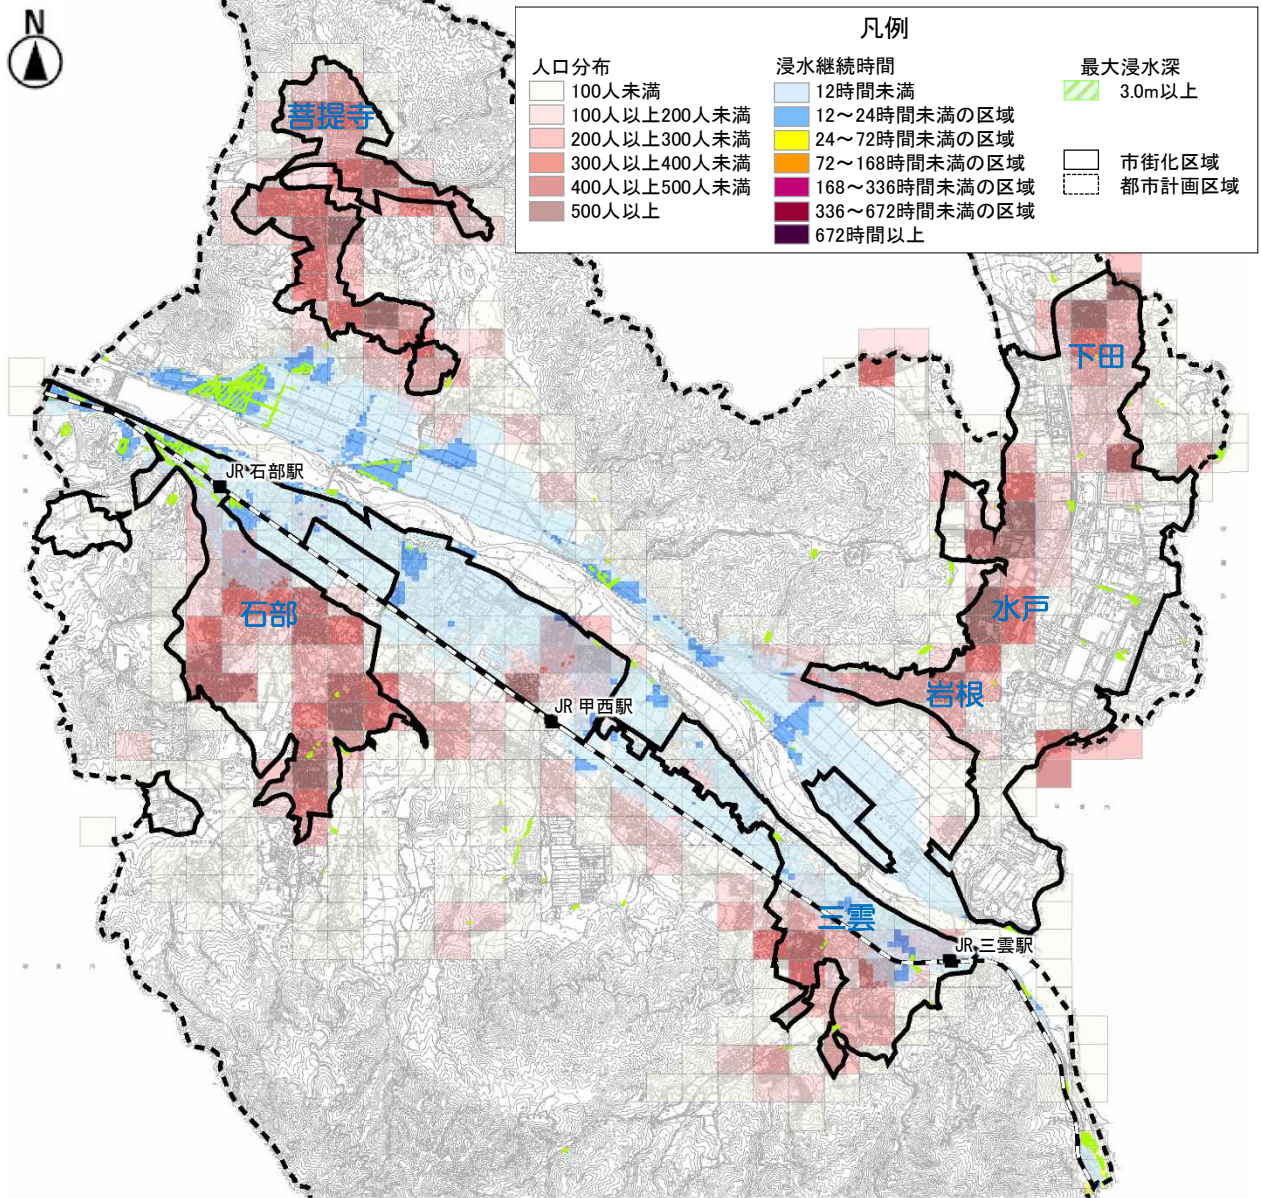 N
凡例
人口分布
100人未満
100人以上200人未満
200人以上300人未満
300人以上400人未満
400人以上500人未満
500人以上
浸水継続時間
12時間未満
12～24時間未満の区域
24～72時間未満の区域
72～168時間未満の区域
168～336時間未満の区域
336～672時間未満の区域
672時間以上
最大浸水深
3.0m以上
市街化区域
都市計画区域
菩提寺
下田
JR 石部駅
石部
水戸
岩根
JR 甲西駅
三雲
JR 三雲駅